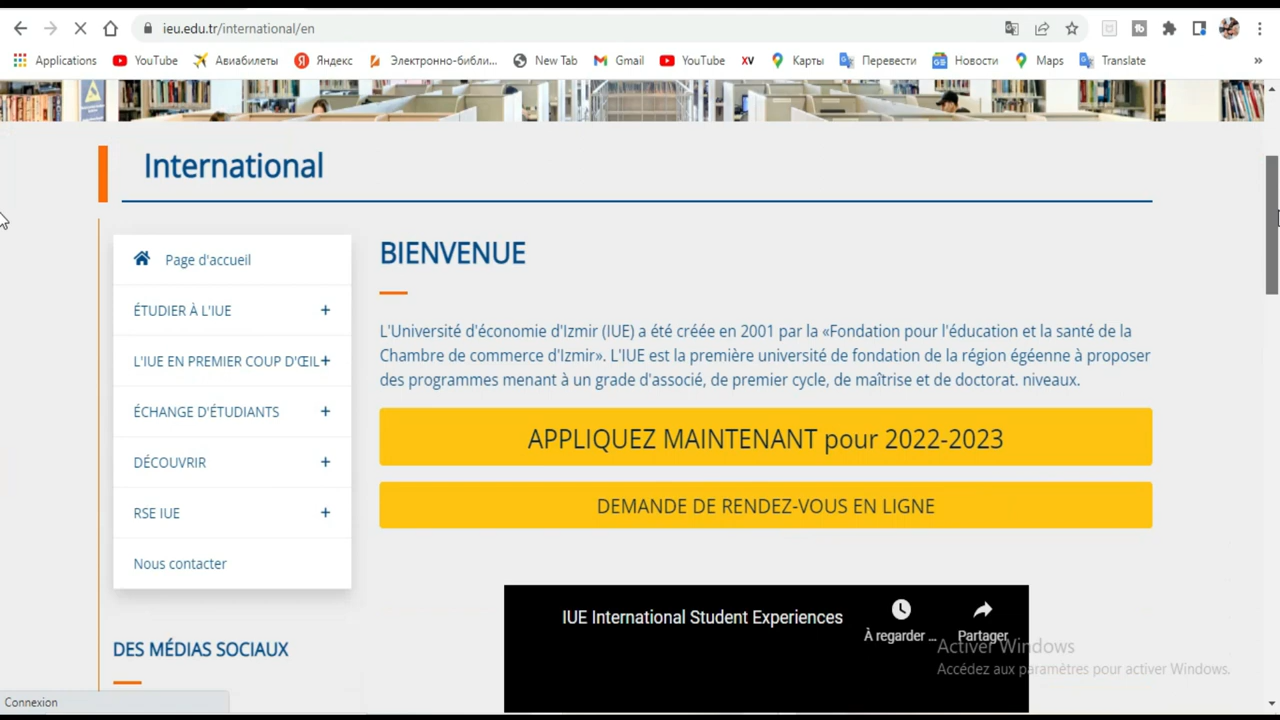 ieu.edu.tr/international/en
Applications YouTube Авиабилеты Яндекс Электронно-библи... New Tab Gmail YouTube XV Карты Перевести Новости Maps Translate »
International
Page d'accueil
ÉTUDIER À L'IUE +
L'IUE EN PREMIER COUP D'ŒIL +
ÉCHANGE D'ÉTUDIANTS +
DÉCOUVRIR +
RSE IUE +
Nous contacter
DES MÉDIAS SOCIAUX
BIENVENUE
L'Université d'économie d'Izmir (IUE) a été créée en 2001 par la «Fondation pour l'éducation et la santé de la
Chambre de commerce d'Izmir». L'IUE est la première université de fondation de la région égéenne à proposer
des programmes menant à un grade d'associé, de premier cycle, de maîtrise et de doctorat. niveaux.
APPLIQUEZ MAINTENANT pour 2022-2023
DEMANDE DE RENDEZ-VOUS EN LIGNE
IUE International Student Experiences
À regarder ... Partager
Activer Windows
Accédez aux paramètres pour activer Windows.
Connexion